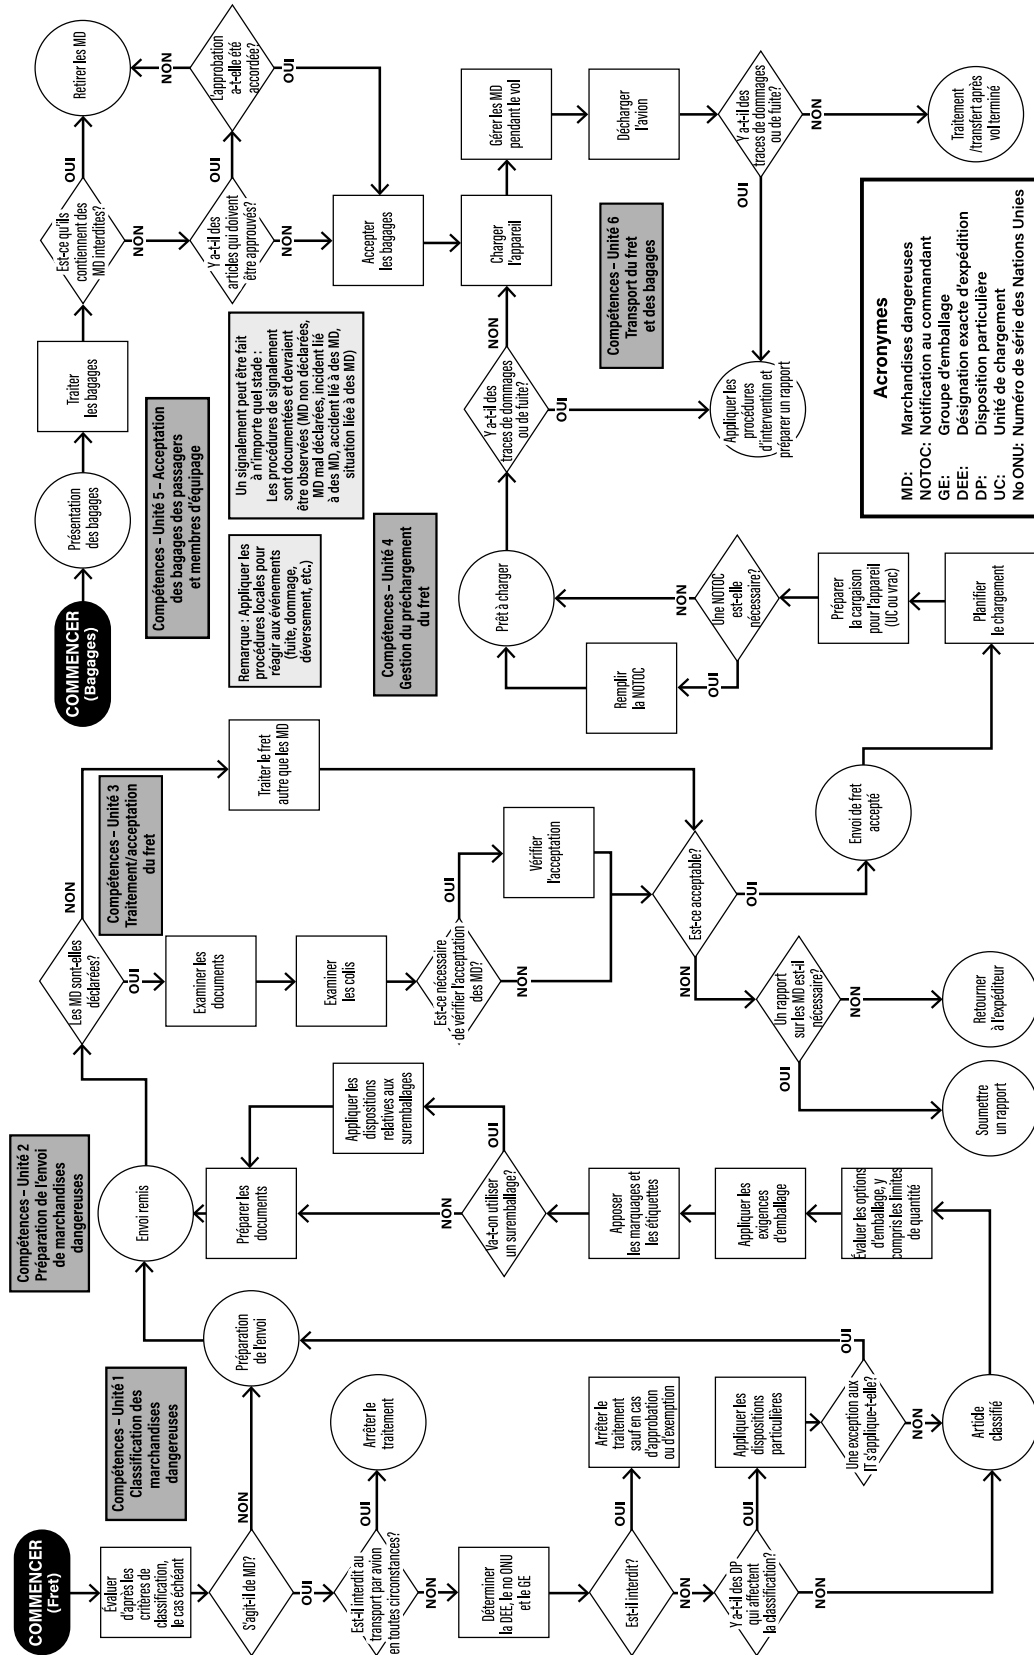 COMMENCER
(Fret)
Évaluer
d'après les
critères de
classification,
le cas échéant
S'agit-il de MD?
NON
OUI
Est-il interdit au
transport par avion
en toutes circonstances?
OUI
NON
Arrêter le
traitement
Déterminer
la DEE, le no ONU
et le GE
Est-il interdit?
OUI
NON
Arrêter le
traitement
sauf en cas
d'approbation
ou d'exemption
Y a-t-il des DP
qui affectent
la classification?
OUI
NON
Appliquer les
dispositions
particulières
Une exception aux
IT s'applique-t-elle?
OUI
NON
Article
classifié
Compétences – Unité 1
Classification des
marchandises
dangereuses
Préparation
de l'envoi
Compétences – Unité 2
Préparation de l'envoi
de marchandises
dangereuses
Évaluer les options
d'emballage, y
compris les limites
de quantité
Appliquer les
exigences
d'emballage
Apposer
les marquages et
les étiquettes
Va-t-on utiliser
un suremballage?
NON
OUI
Appliquer les
dispositions
relatives aux
suremballages
Préparer les
documents
Envoi remis
Les MD sont-elles
déclarées?
NON
OUI
Compétences – Unité 3
Traitement/acceptation
du fret
Examiner les
documents
Examiner
les colis
Est-ce nécessaire
de vérifier l'acceptation
des MD?
OUI
NON
Vérifier
l'acceptation
Traiter le fret
autre que les MD
Est-ce acceptable?
NON
OUI
Un rapport
sur les MD est-il
nécessaire?
OUI
NON
Soumettre
un rapport
Retourner
à l'expéditeur
Envoi de fret
accepté
Planifier
le chargement
Préparer
la cargaison
pour l'appareil
(UC ou vrac)
Une NOTOC
est-elle
nécessaire?
NON
OUI
Remplir
la NOTOC
Prêt à charger
Compétences – Unité 4
Gestion du préchargement
du fret
Y a-t-il des
traces de dommages
ou de fuite?
NON
OUI
Appliquer les
procédures
d'intervention et
préparer un rapport
COMMENCER
(Bagages)
Présentation
des bagages
Traiter
les bagages
Est-ce qu'ils
contiennent des
MD interdites?
OUI
NON
Retirer les MD
Y a-t-il des
articles qui doivent
être approuvés?
OUI
NON
L'approbation
a-t-elle été
accordée?
NON
OUI
Accepter
les bagages
Compétences – Unité 5 – Acceptation
des bagages des passagers
et membres d'équipage
Remarque : Appliquer les
procédures locales pour
réagir aux événements
(fuite, dommage,
déversement, etc.)
Un signalement peut être fait
à n'importe quel stade :
Les procédures de signalement
sont documentées et devraient
être observées (MD non déclarées,
MD mal déclarées, incident lié
à des MD, accident lié à des MD,
situation liée à des MD)
Charger
l'appareil
Gérer les MD
pendant le vol
Décharger
l'avion
Y a-t-il des
traces de dommages
ou de fuite?
OUI
NON
Traitement
/transfert après
vol terminé
Compétences – Unité 6
Transport du fret
et des bagages
Acronymes
MD: Marchandises dangereuses
NOTOC: Notification au commandant
GE: Groupe d'emballage
DEE: Désignation exacte d'expédition
DP: Disposition particulière
UC: Unité de chargement
No ONU: Numéro de série des Nations Unies